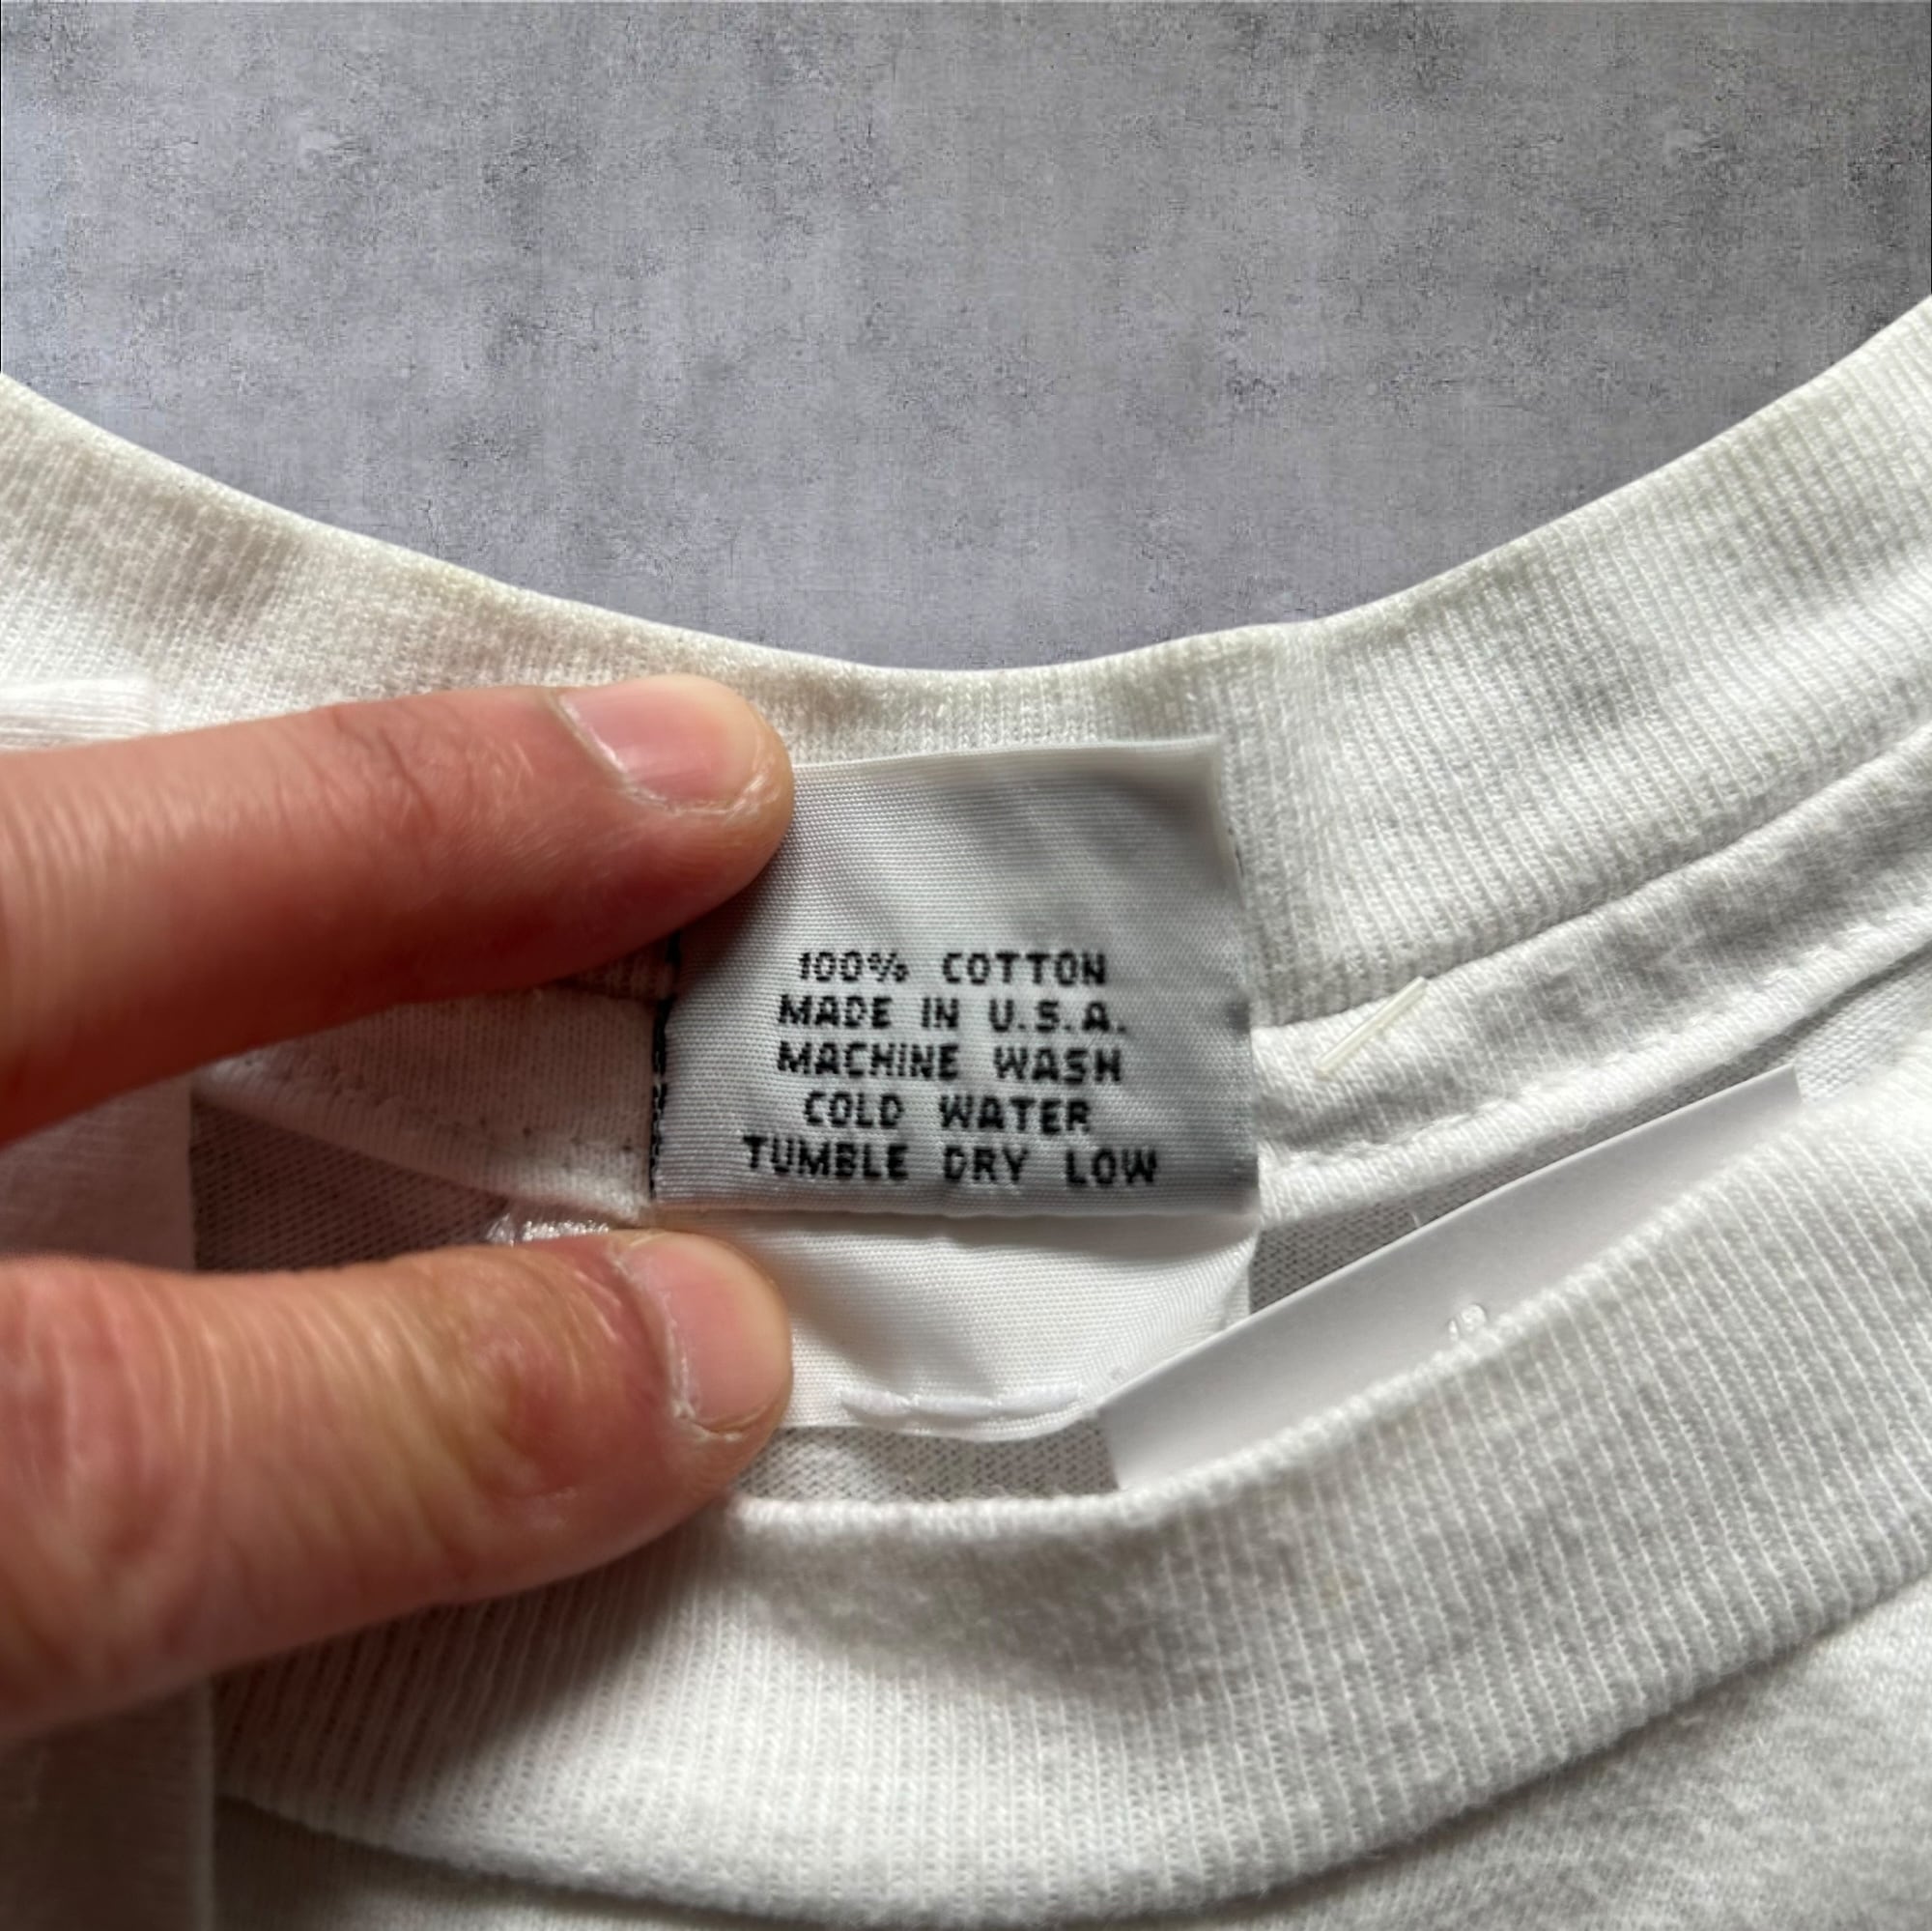 100% COTTON
MADE IN U.S.A.
MACHINE WASH
COLD WATER
TUMBLE DRY LOW